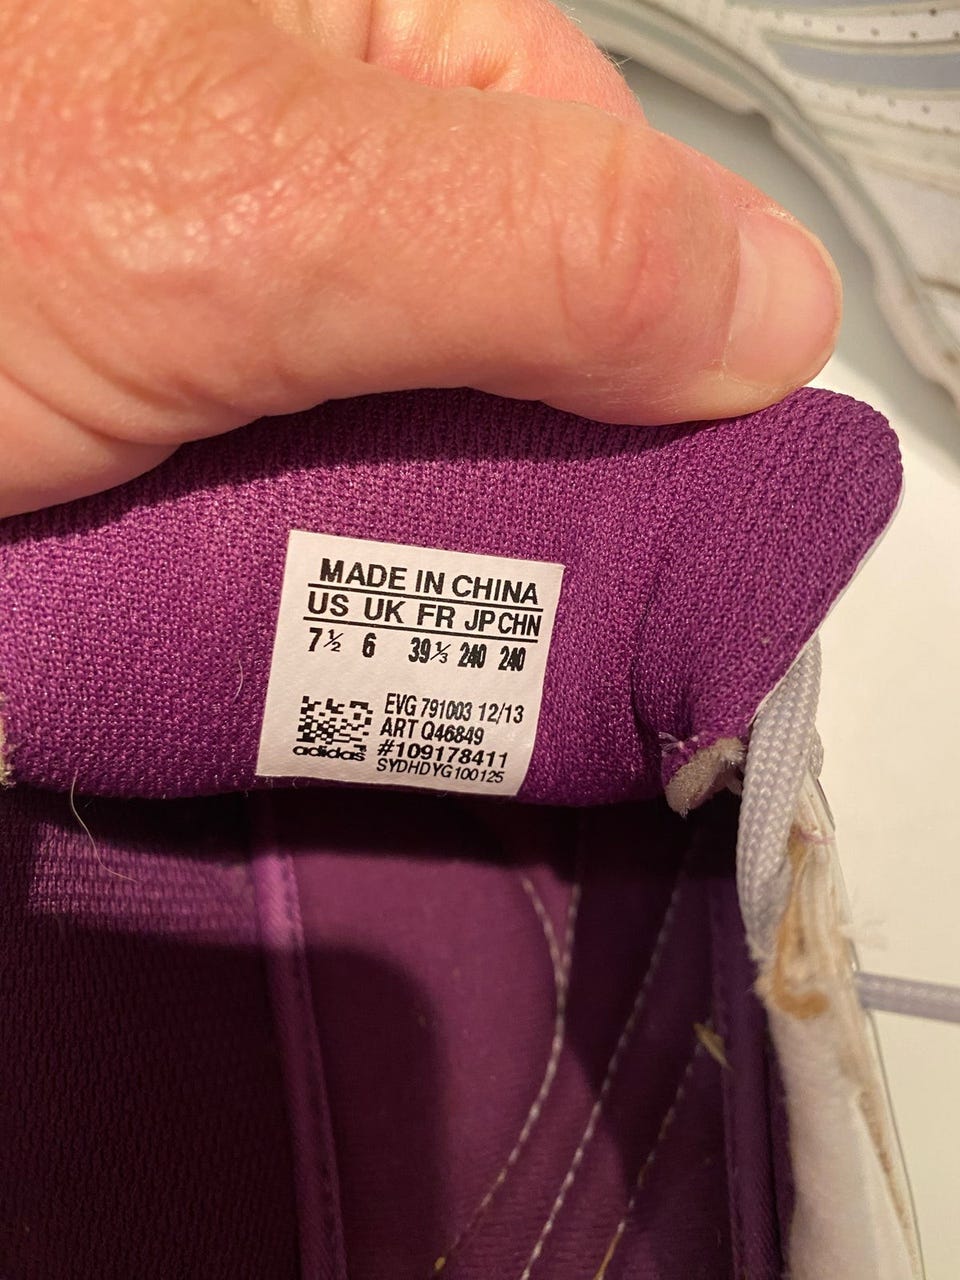 MADE IN CHINA
US UK FR JP CHN
7½ 6 39⅓ 240 240
EVG 791003 12/13
ART Q46849
#109178411
adidas
SYDHDYG100125